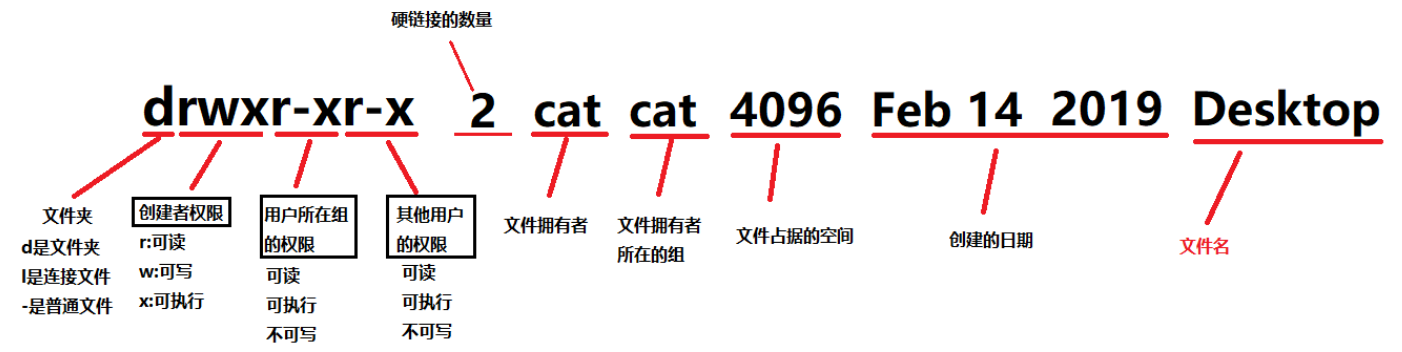 硬链接的数量
drwxr-xr-x 2 cat cat 4096 Feb 14 2019 Desktop
文件夹
d是文件夹
l是连接文件
-是普通文件
创建者权限
r:可读
w:可写
x:可执行
用户所在组
的权限
可读
可执行
不可写
其他用户
的权限
可读
可执行
不可写
文件拥有者
文件拥有者
所在的组
文件占据的空间
创建的日期
文件名